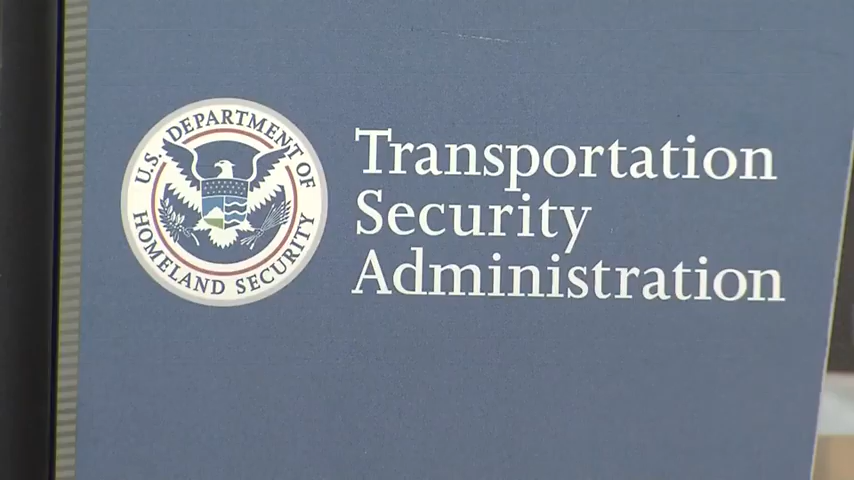 U.S. DEPARTMENT OF
HOMELAND SECURITY
Transportation
Security
Administration